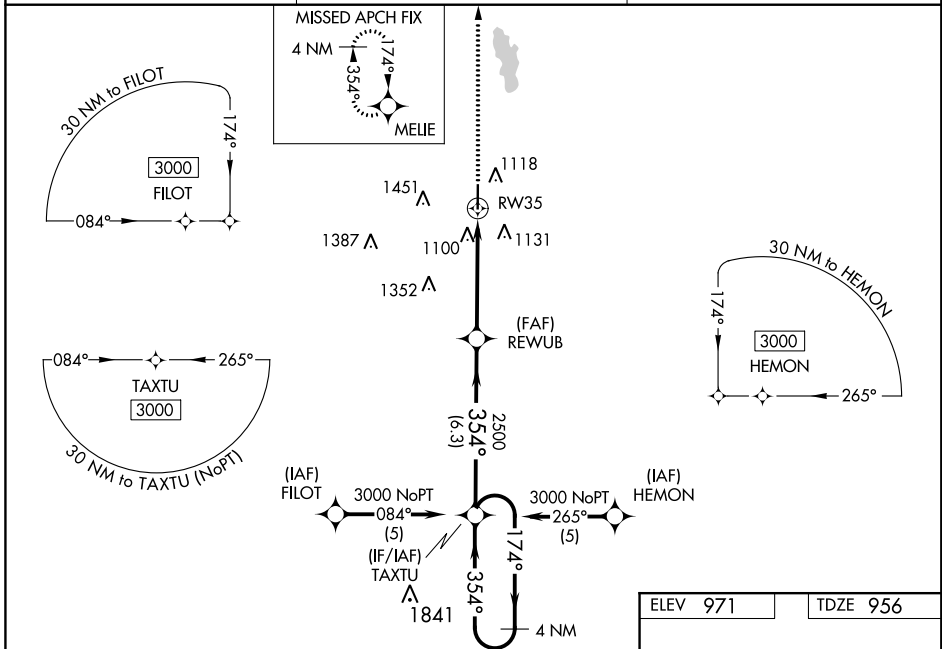 MISSED APCH FIX
4 NM
174°
354°
MELIE
30 NM to FILOT
174°
3000
FILOT
084°
1118
1451
RW35
1387
1100
1131
1352
30 NM to HEMON
174°
3000
HEMON
265°
(FAF)
REWUB
084°
265°
TAXTU
3000
30 NM to TAXTU (NoPT)
2500
354°
(6.3)
(IAF)
FILOT
3000 NoPT
084°
(5)
(IF/IAF)
TAXTU
3000 NoPT
265°
(5)
(IAF)
HEMON
174°
354°
1841
4 NM
ELEV 971
TDZE 956